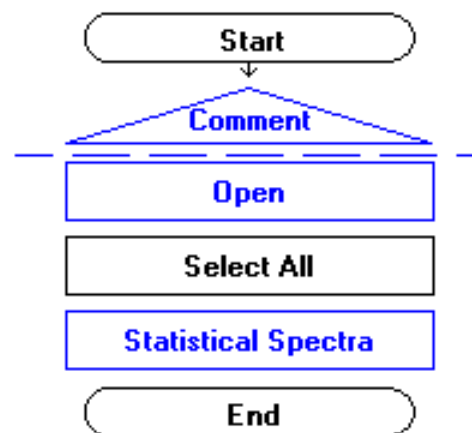 Start
Comment
Open
Select All
Statistical Spectra
End